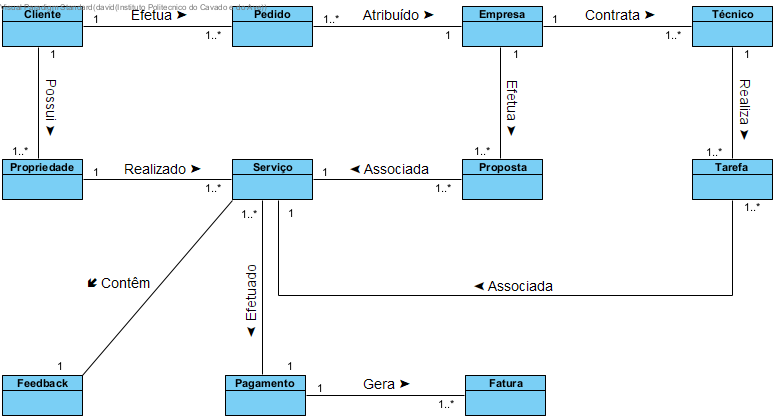 Visual Paradigm Standard(david(Instituto Politecnico do Cavado e do Ave))
Cliente
Efetua ➤
1
1..*
Pedido
1..*
Atribuído ➤
1
Empresa
1
Contrata ➤
1..*
Técnico
1
Possui ➤
1..*
1
Efetua ➤
1..*
1
Realiza ➤
1..*
Propriedade
1
Realizado ➤
1..*
Serviço
1
◄ Associada
1..*
Proposta
Tarefa
1..*
1..*
1
Contêm
Efetuado ➤
◄ Associada
1
1
Feedback
Pagamento
1
Gera ➤
1..*
Fatura